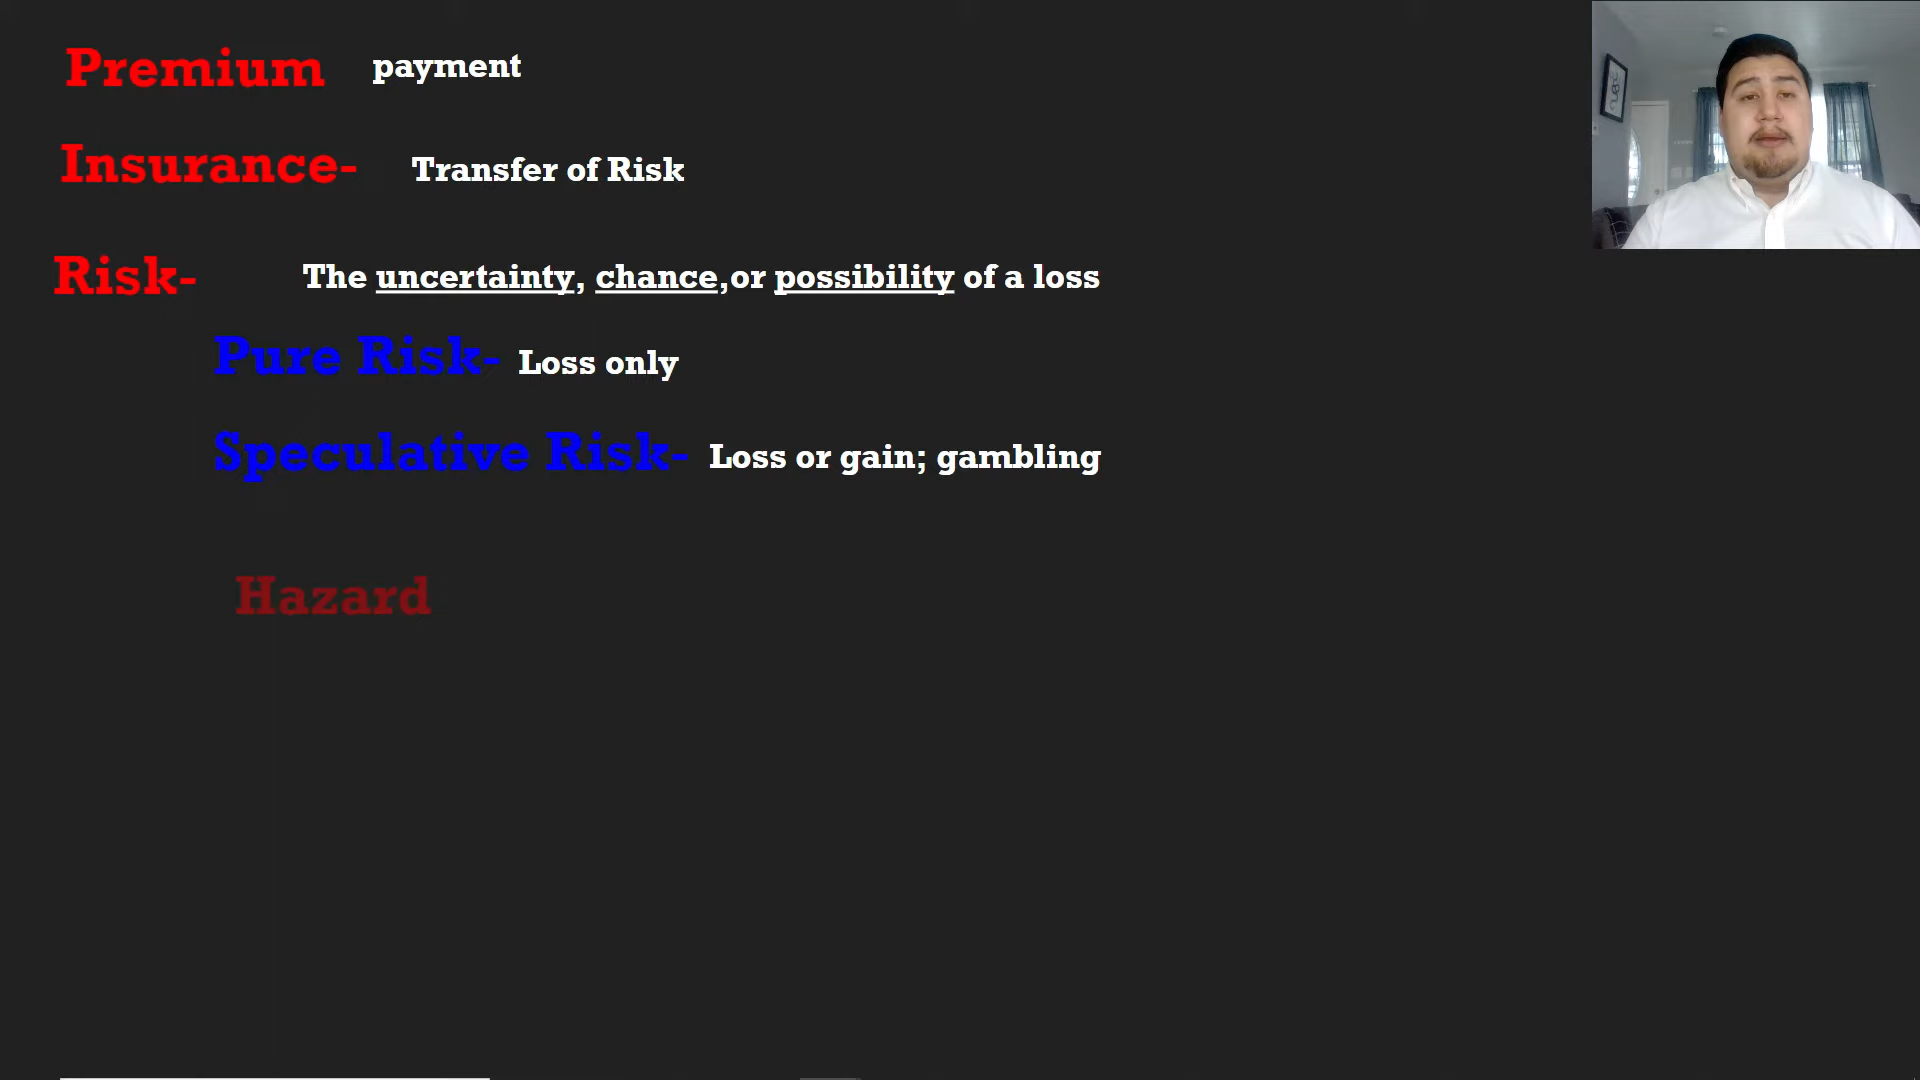 Premium payment
Insurance- Transfer of Risk
Risk- The uncertainty, chance,or possibility of a loss
Pure Risk- Loss only
Speculative Risk- Loss or gain; gambling
Hazard